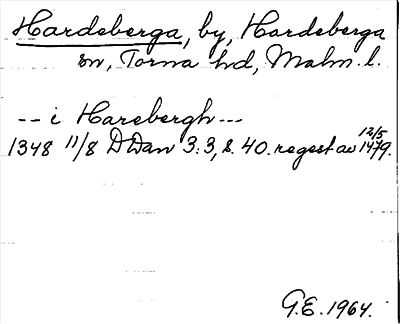 Hardeberga, by, Hardeberga
sn, Torna hd, Malm. l.
-- i Harebergh---
1348 11/8 DDan 3:3, s. 40. regest av 12/5 1479.
G.E. 1964.